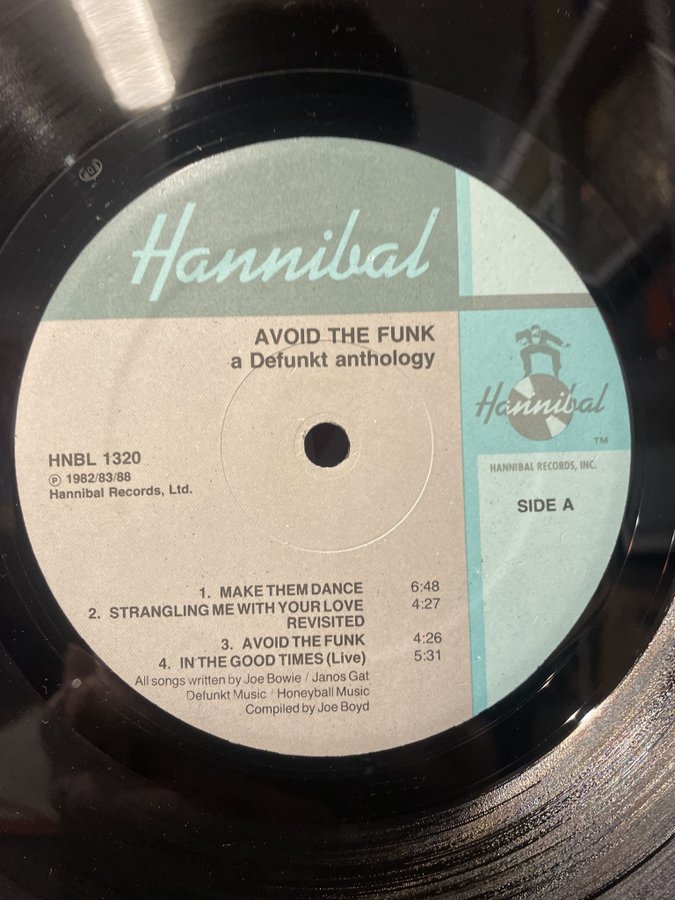 Hannibal
AVOID THE FUNK
a Defunkt anthology
HNBL 1320
Ⓟ 1982/83/88
Hannibal Records, Ltd.
Hannibal
TM
HANNIBAL RECORDS, INC.
SIDE A
1. MAKE THEM DANCE 6:48
2. STRANGLING ME WITH YOUR LOVE 4:27
REVISITED
3. AVOID THE FUNK 4:26
4. IN THE GOOD TIMES (Live) 5:31
All songs written by Joe Bowie / Janos Gat
Defunkt Music / Honeyball Music
Compiled by Joe Boyd